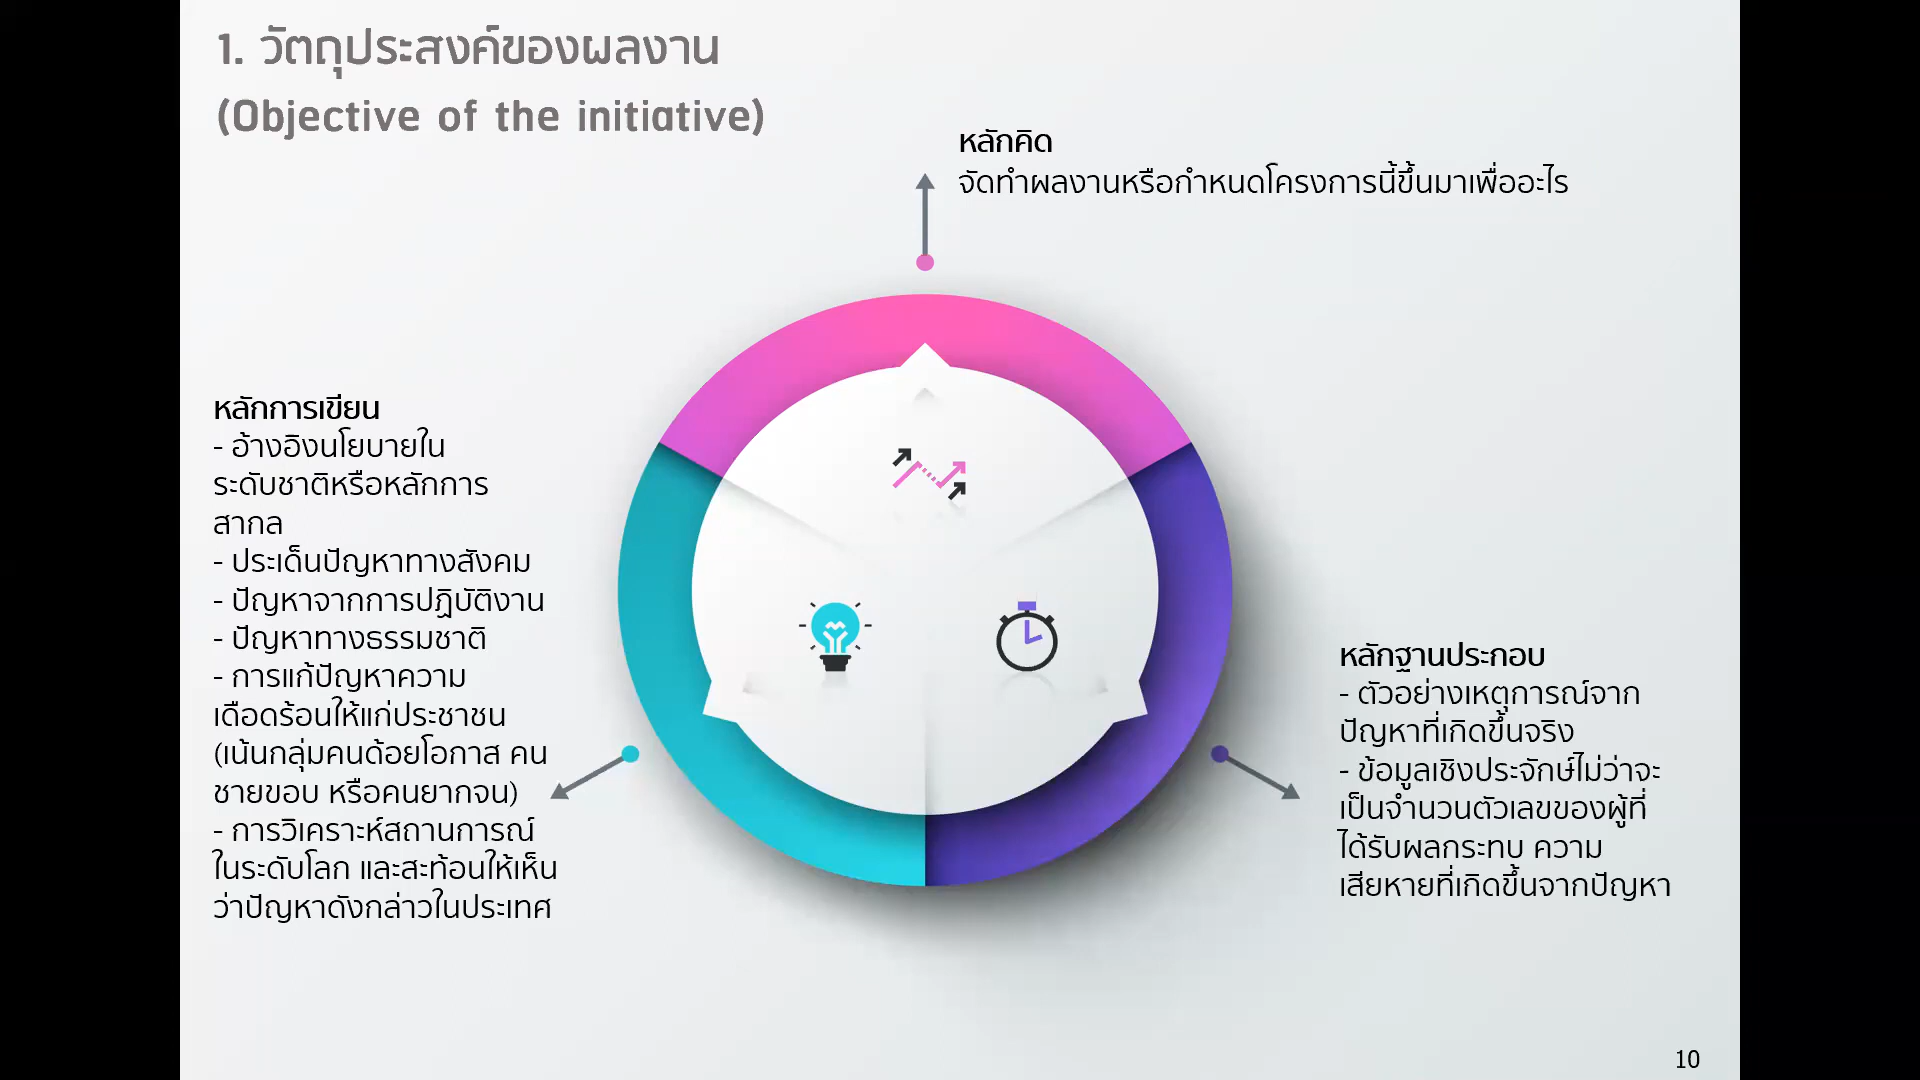 1. วัตถุประสงค์ของผลงาน
(Objective of the initiative)
หลักคิด
จัดทำผลงานหรือกำหนดโครงการนี้ขึ้นมาเพื่ออะไร
หลักการเขียน
- อ้างอิงนโยบายใน
ระดับชาติหรือหลักการ
สากล
- ประเด็นปัญหาทางสังคม
- ปัญหาจากการปฏิบัติงาน
- ปัญหาทางธรรมชาติ
- การแก้ปัญหาความ
เดือดร้อนให้แก่ประชาชน
(เน้นกลุ่มคนด้อยโอกาส คน
ชายขอบ หรือคนยากจน)
- การวิเคราะห์สถานการณ์
ในระดับโลก และสะท้อนให้เห็น
ว่าปัญหาดังกล่าวในประเทศ
หลักฐานประกอบ
- ตัวอย่างเหตุการณ์จาก
ปัญหาที่เกิดขึ้นจริง
- ข้อมูลเชิงประจักษ์ไม่ว่าจะ
เป็นจำนวนตัวเลขของผู้ที่
ได้รับผลกระทบ ความ
เสียหายที่เกิดขึ้นจากปัญหา
10